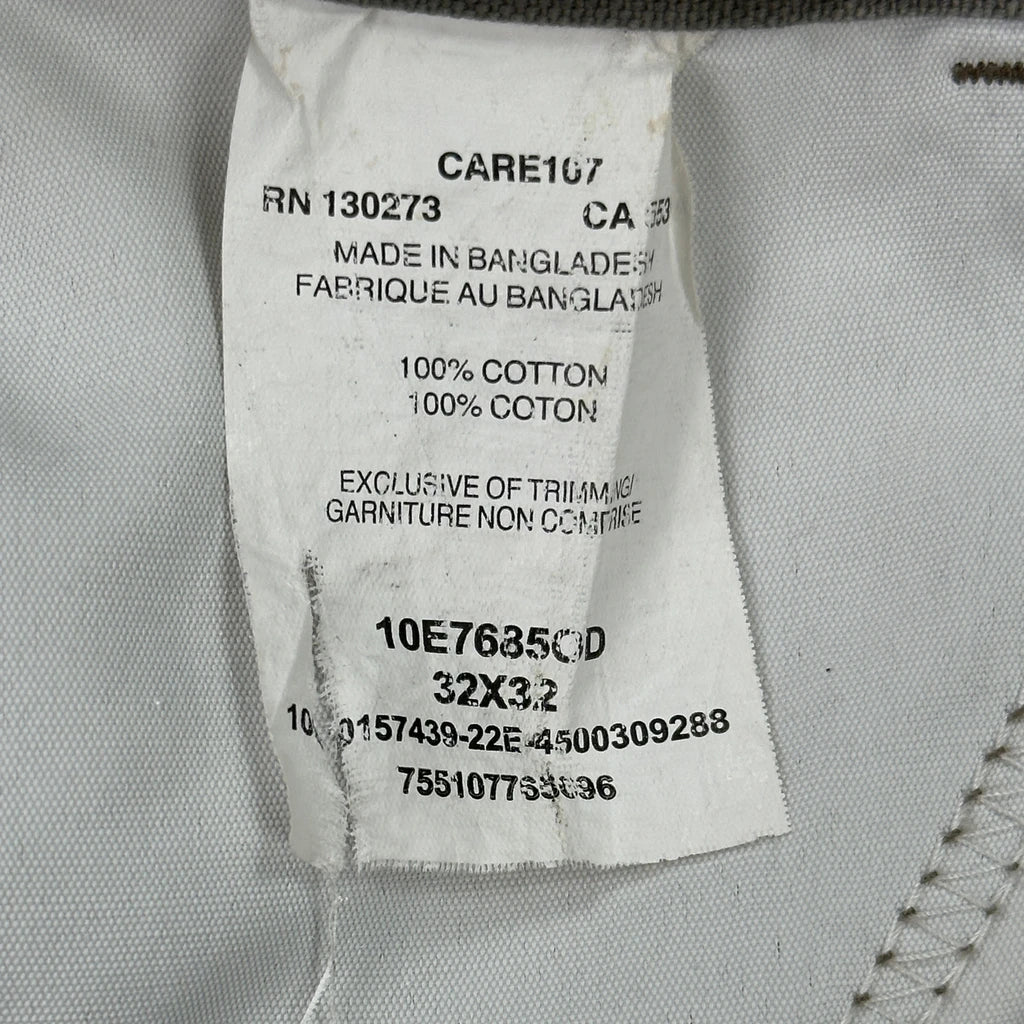 CARE107
RN 130273 CA
MADE IN BANGLADESH
FABRIQUE AU BANGLADESH
100% COTTON
100% COTON
EXCLUSIVE OF TRIMMING/
GARNITURE NON COMPRISE
32X32